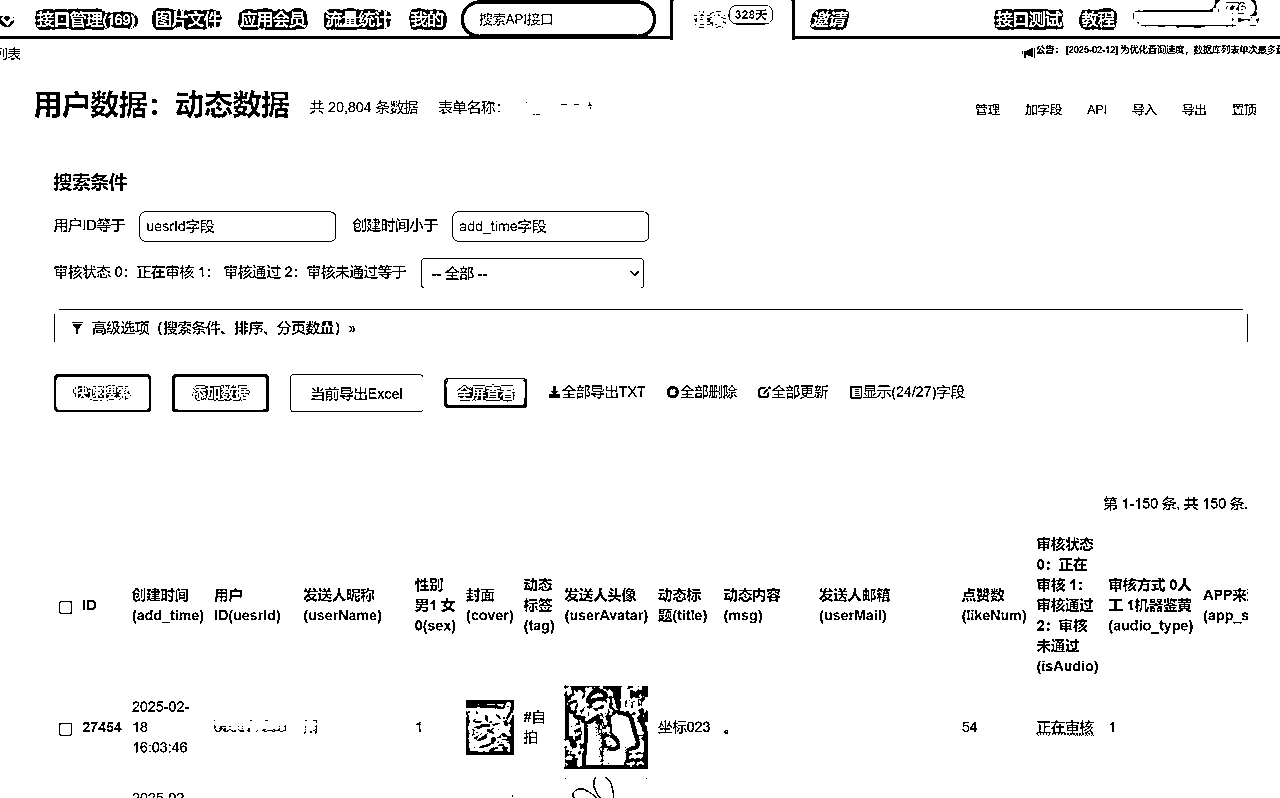 接口管理(169) 图片文件 应用会员 流量统计 我的 搜索API接口 328天 邀请 接口测试 教程
列表 公告： [2025-02-12] 为优化查询速度，数据库列表单次最多
用户数据：动态数据 共 20,804 条数据 表单名称： 管理 加字段 API 导入 导出 置顶
搜索条件
用户ID等于 uesrId字段 创建时间小于 add_time字段
审核状态 0：正在审核 1： 审核通过 2：审核未通过等于 -- 全部 --
高级选项（搜索条件、排序、分页数量）»
快速搜索 添加数据 当前导出Excel 全屏查看 全部导出TXT 全部删除 全部更新 显示(24/27)字段
第 1-150 条, 共 150 条.
ID
创建时间
(add_time)
用户
ID(uesrId)
发送人昵称
(userName)
性别
男1 女
0(sex)
封面
(cover)
动态
标签
(tag)
发送人头像
(userAvatar)
动态标
题(title)
动态内容
(msg)
发送人邮箱
(userMail)
点赞数
(likeNum)
审核状态
0：正在
审核 1：
审核通过
2：审核
未通过
(isAudio)
审核方式 0人
工 1机器鉴黄
(audio_type)
APP来
(app_s
27454
2025-02-
18
16:03:46
1
#自
拍
坐标023
。
54
正在审核
1
2025-02-